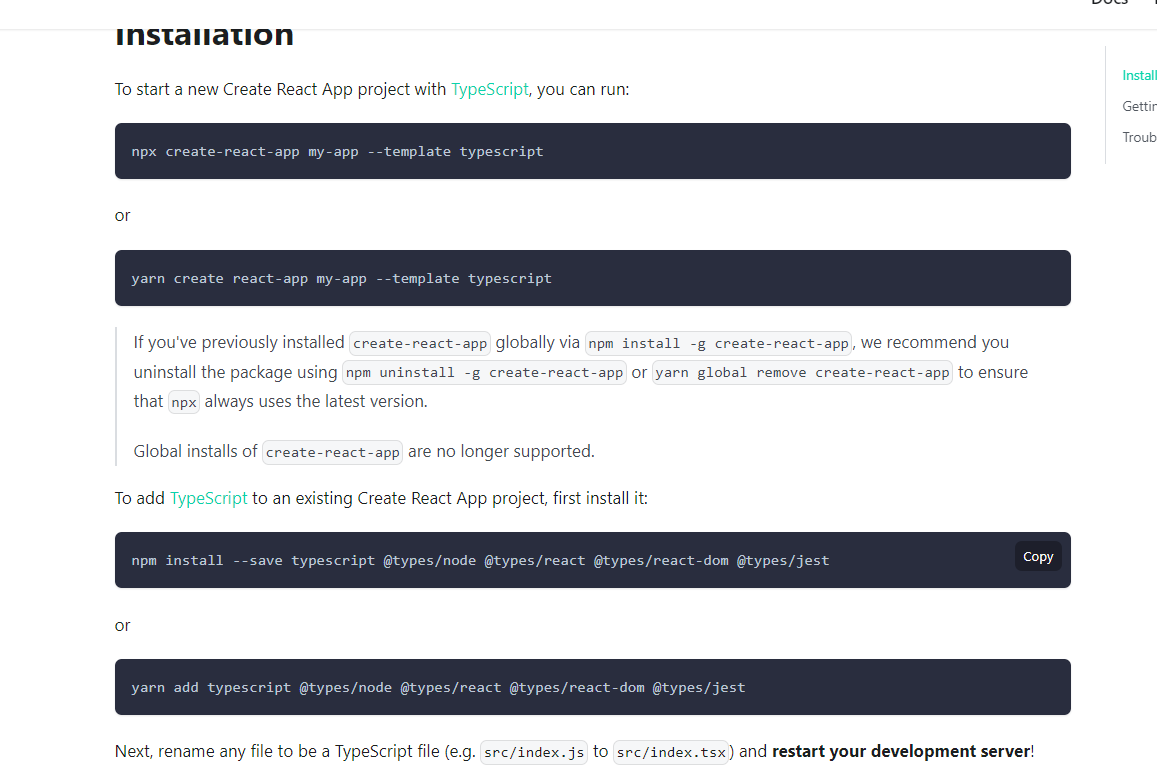 Docs
Installation
To start a new Create React App project with TypeScript, you can run:
npx create-react-app my-app --template typescript
or
yarn create react-app my-app --template typescript
If you've previously installed create-react-app globally via npm install -g create-react-app, we recommend you
uninstall the package using npm uninstall -g create-react-app or yarn global remove create-react-app to ensure
that npx always uses the latest version.
Global installs of create-react-app are no longer supported.
To add TypeScript to an existing Create React App project, first install it:
npm install --save typescript @types/node @types/react @types/react-dom @types/jest
Copy
or
yarn add typescript @types/node @types/react @types/react-dom @types/jest
Next, rename any file to be a TypeScript file (e.g. src/index.js to src/index.tsx) and restart your development server!
Install
Gettin
Troub